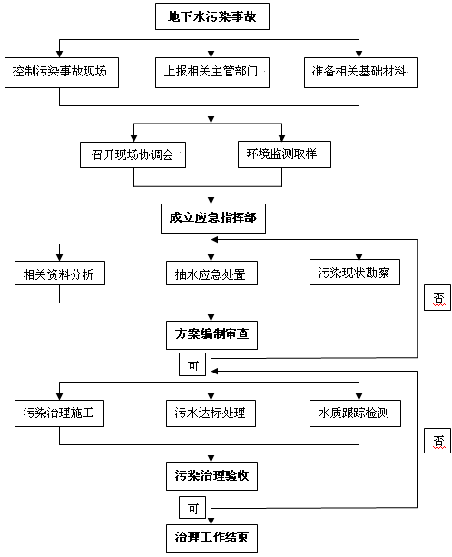 地下水污染事故
控制污染事故现场
上报相关主管部门
准备相关基础材料
召开现场协调会
环境监测取样
成立应急指挥部
相关资料分析
抽水应急处置
污染现状勘察
否
方案编制审查
可
污染治理施工
污水达标处理
水质跟踪检测
否
污染治理验收
可
治理工作结束